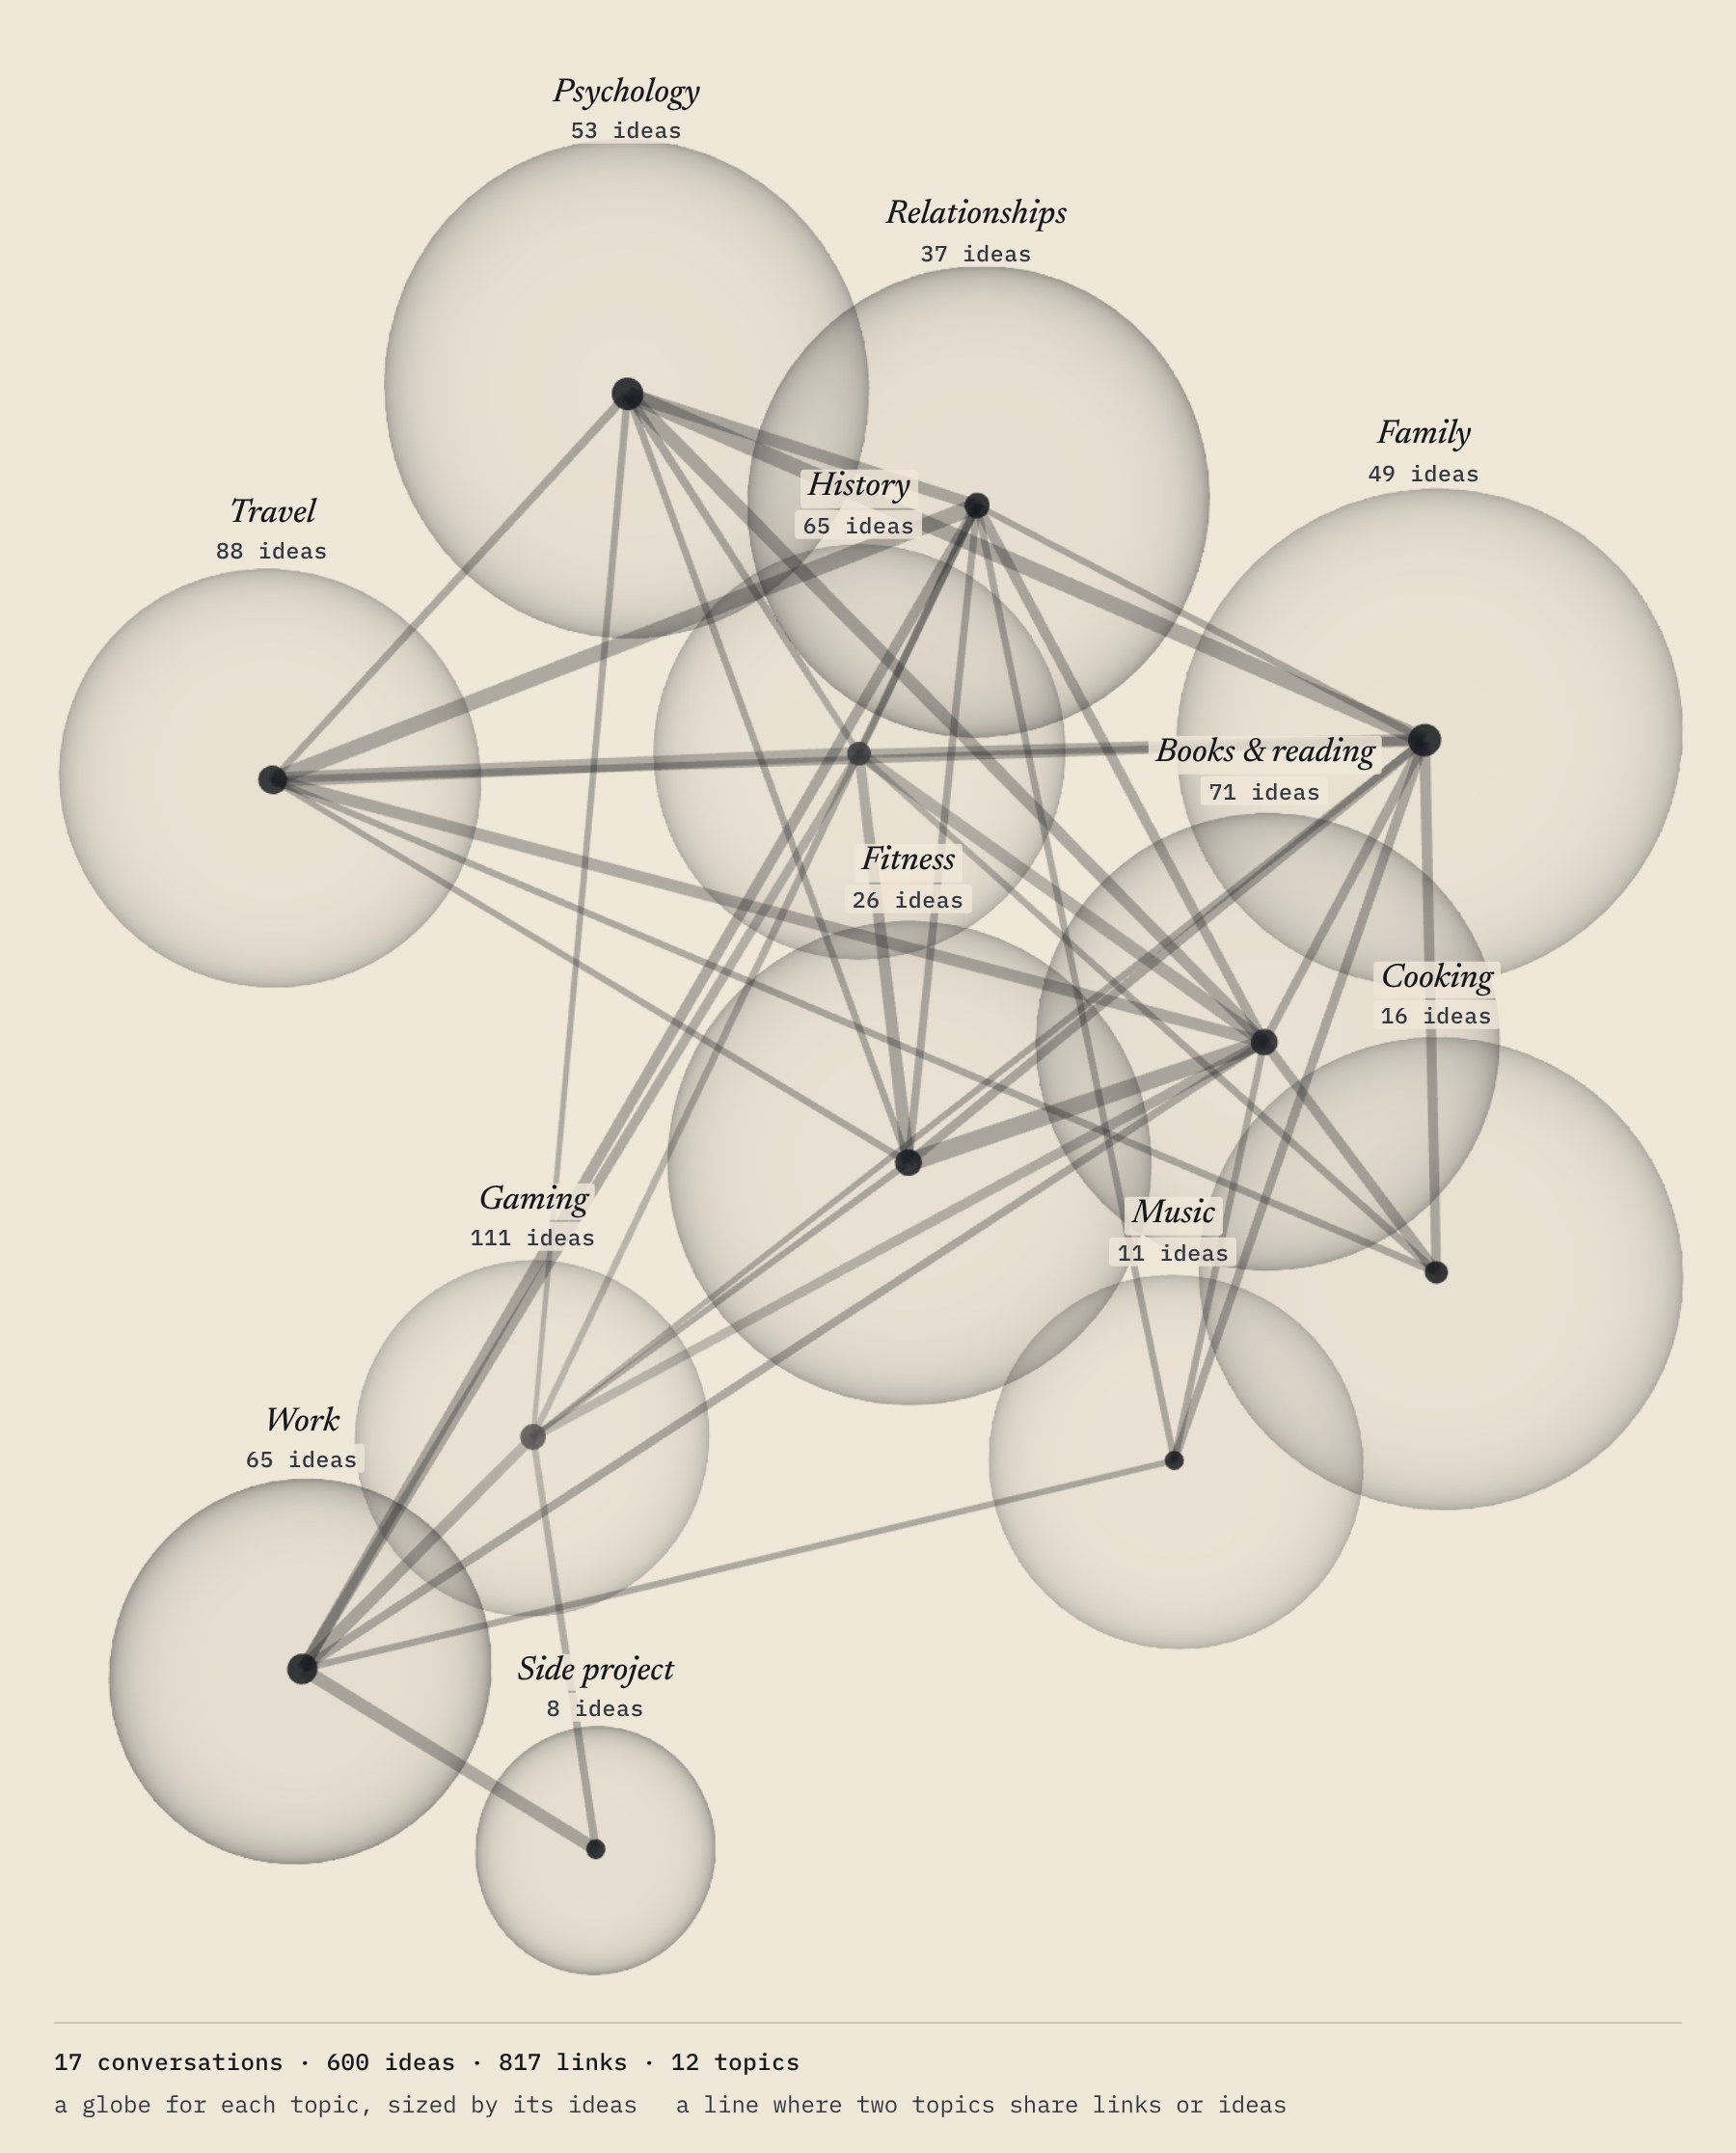 Psychology
53 ideas
Relationships
37 ideas
Family
49 ideas
History
65 ideas
Travel
88 ideas
Books & reading
71 ideas
Fitness
26 ideas
Cooking
16 ideas
Gaming
111 ideas
Music
11 ideas
Work
65 ideas
Side project
8 ideas
17 conversations · 600 ideas · 817 links · 12 topics
a globe for each topic, sized by its ideas a line where two topics share links or ideas